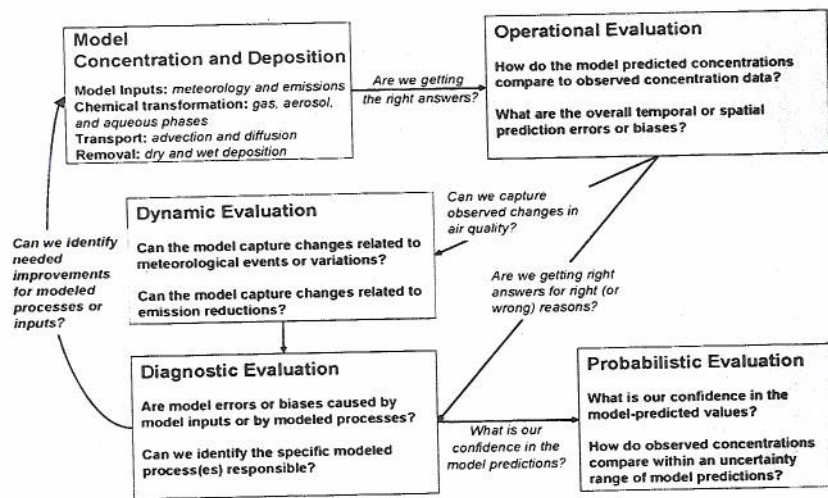 Model
Concentration and Deposition
Model Inputs: meteorology and emissions
Chemical transformation: gas, aerosol,
and aqueous phases
Transport: advection and diffusion
Removal: dry and wet deposition
Are we getting
the right answers?
Operational Evaluation
How do the model predicted concentrations
compare to observed concentration data?
What are the overall temporal or spatial
prediction errors or biases?
Can we capture
observed changes in
air quality?
Dynamic Evaluation
Can the model capture changes related to
meteorological events or variations?
Can the model capture changes related to
emission reductions?
Can we identify
needed
improvements
for modeled
processes or
inputs?
Are we getting right
answers for right (or
wrong) reasons?
Diagnostic Evaluation
Are model errors or biases caused by
model inputs or by modeled processes?
Can we identify the specific modeled
process(es) responsible?
What is our
confidence in the
model predictions?
Probabilistic Evaluation
What is our confidence in the
model-predicted values?
How do observed concentrations
compare within an uncertainty
range of model predictions?